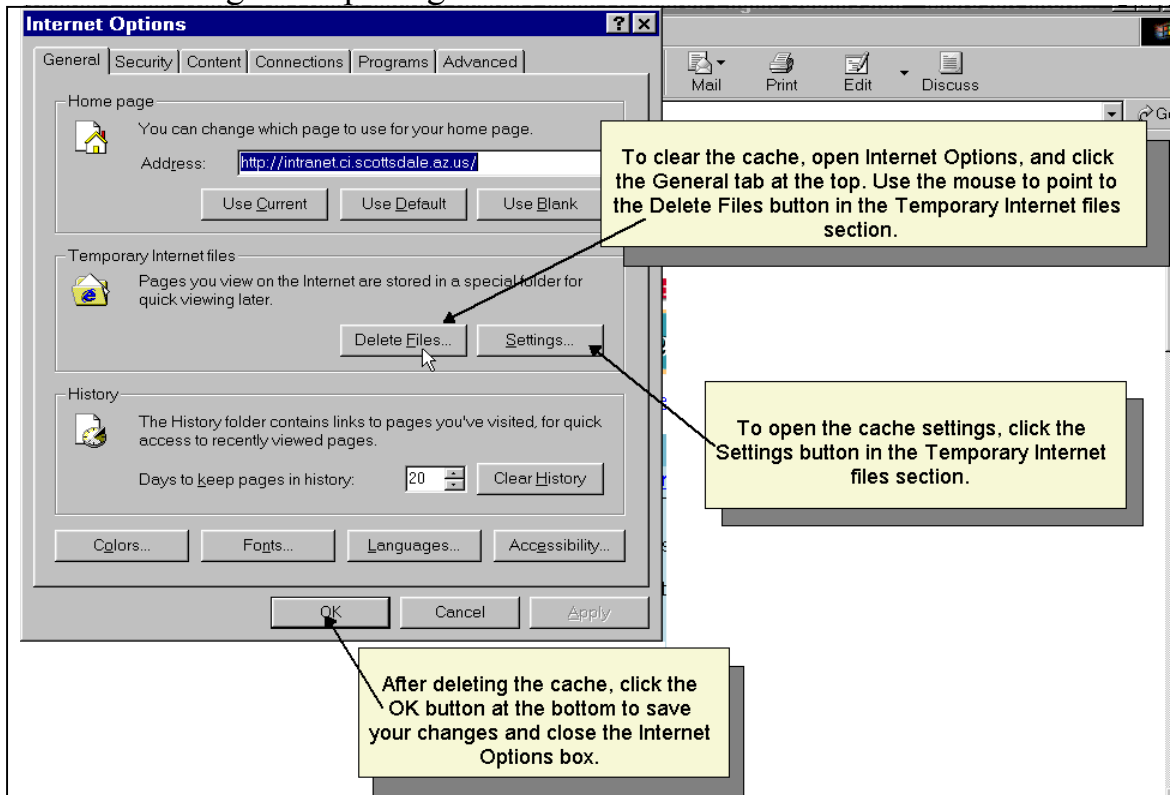 Internet Options
General Security Content Connections Programs Advanced
Home page
You can change which page to use for your home page.
Address: http://intranet.ci.scottsdale.az.us/
Use Current Use Default Use Blank
Temporary Internet files
Pages you view on the Internet are stored in a special folder for
quick viewing later.
Delete Files... Settings...
History
The History folder contains links to pages you've visited, for quick
access to recently viewed pages.
Days to keep pages in history: 20 Clear History
Colors... Fonts... Languages... Accessibility...
OK Cancel Apply
Mail Print Edit Discuss
To clear the cache, open Internet Options, and click
the General tab at the top. Use the mouse to point to
the Delete Files button in the Temporary Internet files
section.
To open the cache settings, click the
Settings button in the Temporary Internet
files section.
After deleting the cache, click the
OK button at the bottom to save
your changes and close the Internet
Options box.